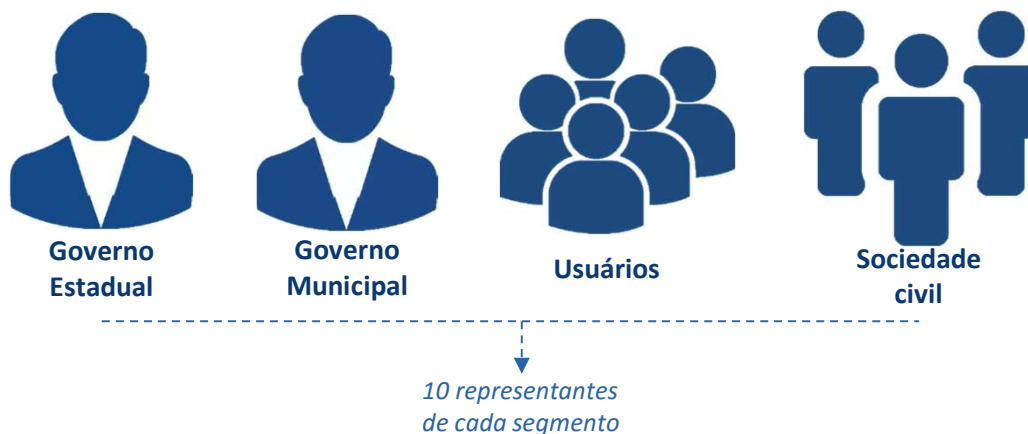 Governo
Estadual
Governo
Municipal
Usuários
Sociedade
civil
10 representantes
de cada segmento